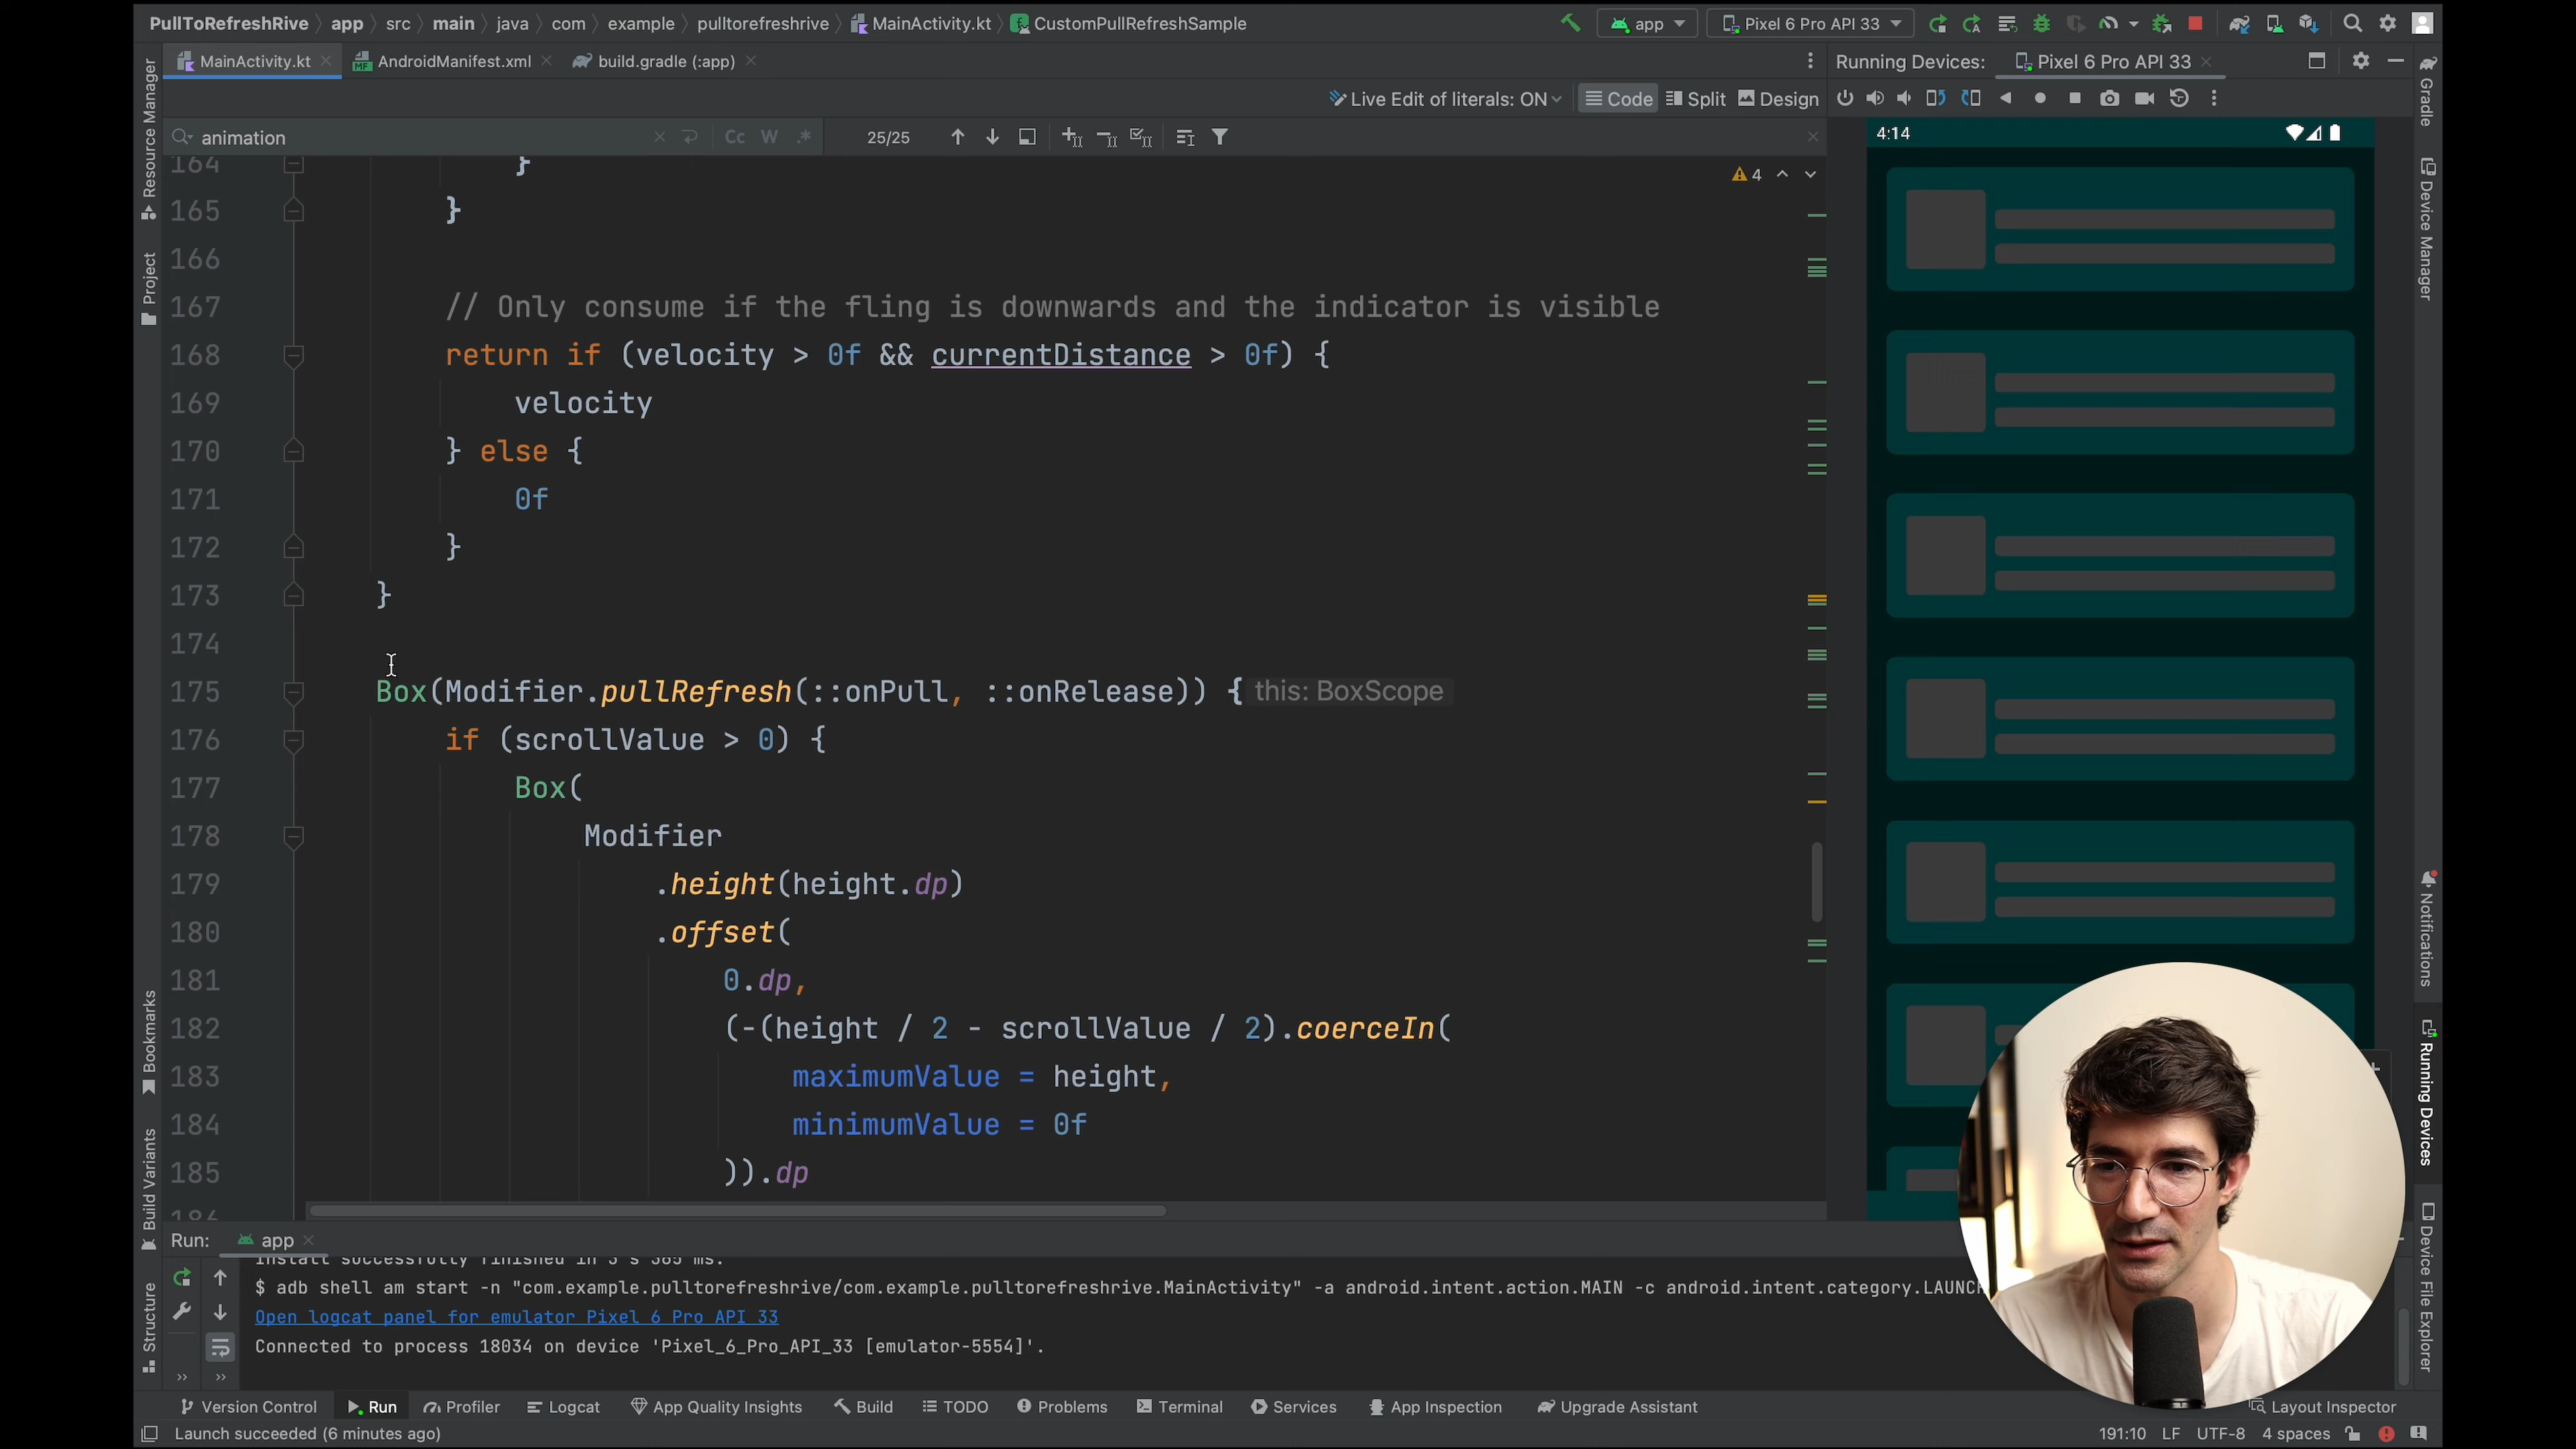 PullToRefreshRive app src main java com example pulltorefreshrive MainActivity.kt CustomPullRefreshSample app Pixel 6 Pro API 33
MainActivity.kt AndroidManifest.xml build.gradle (:app) Running Devices: Pixel 6 Pro API 33
Live Edit of literals: ON Code Split Design
animation Cc W .* 25/25
4:14
4
164 }
165 }
166
167 // Only consume if the fling is downwards and the indicator is visible
168 return if (velocity > 0f && currentDistance > 0f) {
169 velocity
170 } else {
171 0f
172 }
173 }
174
175 Box(Modifier.pullRefresh(::onPull, ::onRelease)) { this: BoxScope
176 if (scrollValue > 0) {
177 Box(
178 Modifier
179 .height(height.dp)
180 .offset(
181 0.dp,
182 (-(height / 2 - scrollValue / 2).coerceIn(
183 maximumValue = height,
184 minimumValue = 0f
185 )).dp
186
Resource Manager
Project
Bookmarks
Build Variants
Structure
Gradle
Device Manager
Notifications
Running Devices
Device File Explorer
Run: app
Install successfully finished in 3 s 365 ms.
$ adb shell am start -n "com.example.pulltorefreshrive/com.example.pulltorefreshrive.MainActivity" -a android.intent.action.MAIN -c android.intent.category.LAUNC
Open logcat panel for emulator Pixel 6 Pro API 33
Connected to process 18034 on device 'Pixel_6_Pro_API_33 [emulator-5554]'.
Version Control Run Profiler Logcat App Quality Insights Build TODO Problems Terminal Services App Inspection Upgrade Assistant Layout Inspector
Launch succeeded (6 minutes ago) 191:10 LF UTF-8 4 spaces